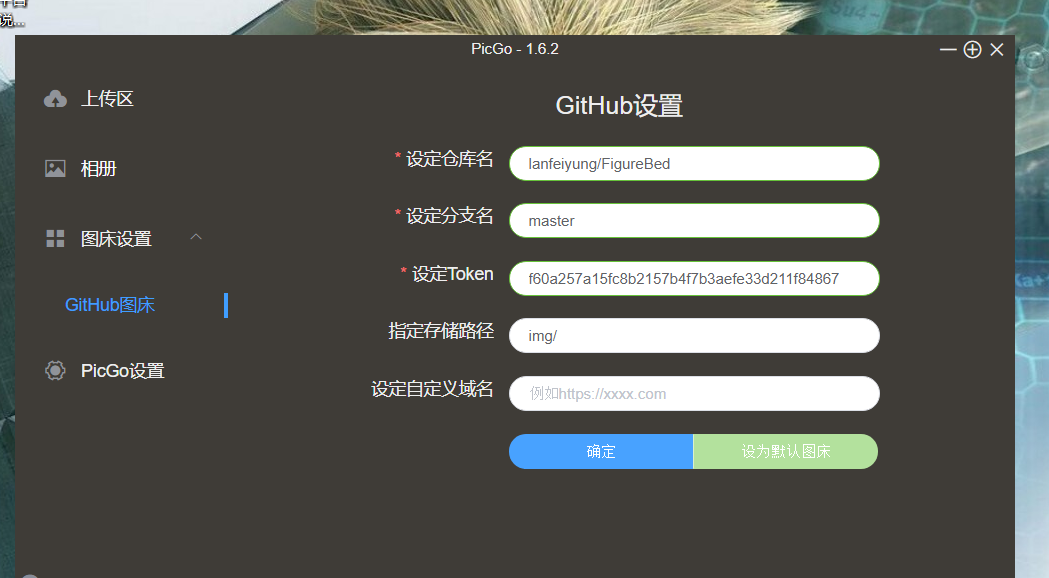 平台
说...
PicGo - 1.6.2
上传区
相册
图床设置
GitHub图床
PicGo设置
GitHub设置
* 设定仓库名
lanfeiyung/FigureBed
* 设定分支名
master
* 设定Token
f60a257a15fc8b2157b4f7b3aefe33d211f84867
指定存储路径
img/
设定自定义域名
例如https://xxxx.com
确定
设为默认图床